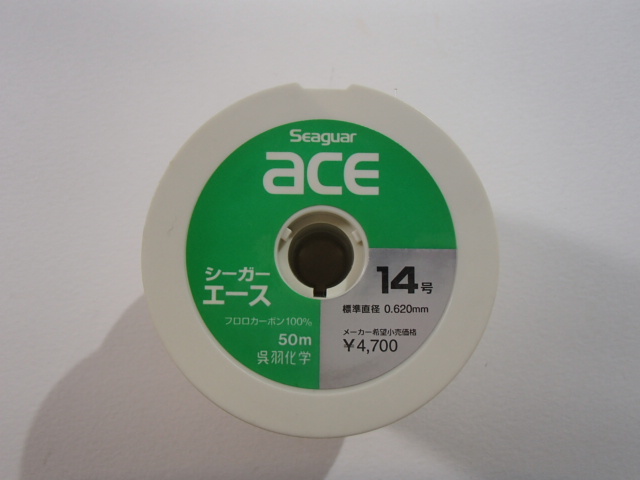 Seaguar
ace
シーガー
エース
フロロカーボン100%
50m
呉羽化学
14号
標準直径 0.620mm
メーカー希望小売価格
¥4,700